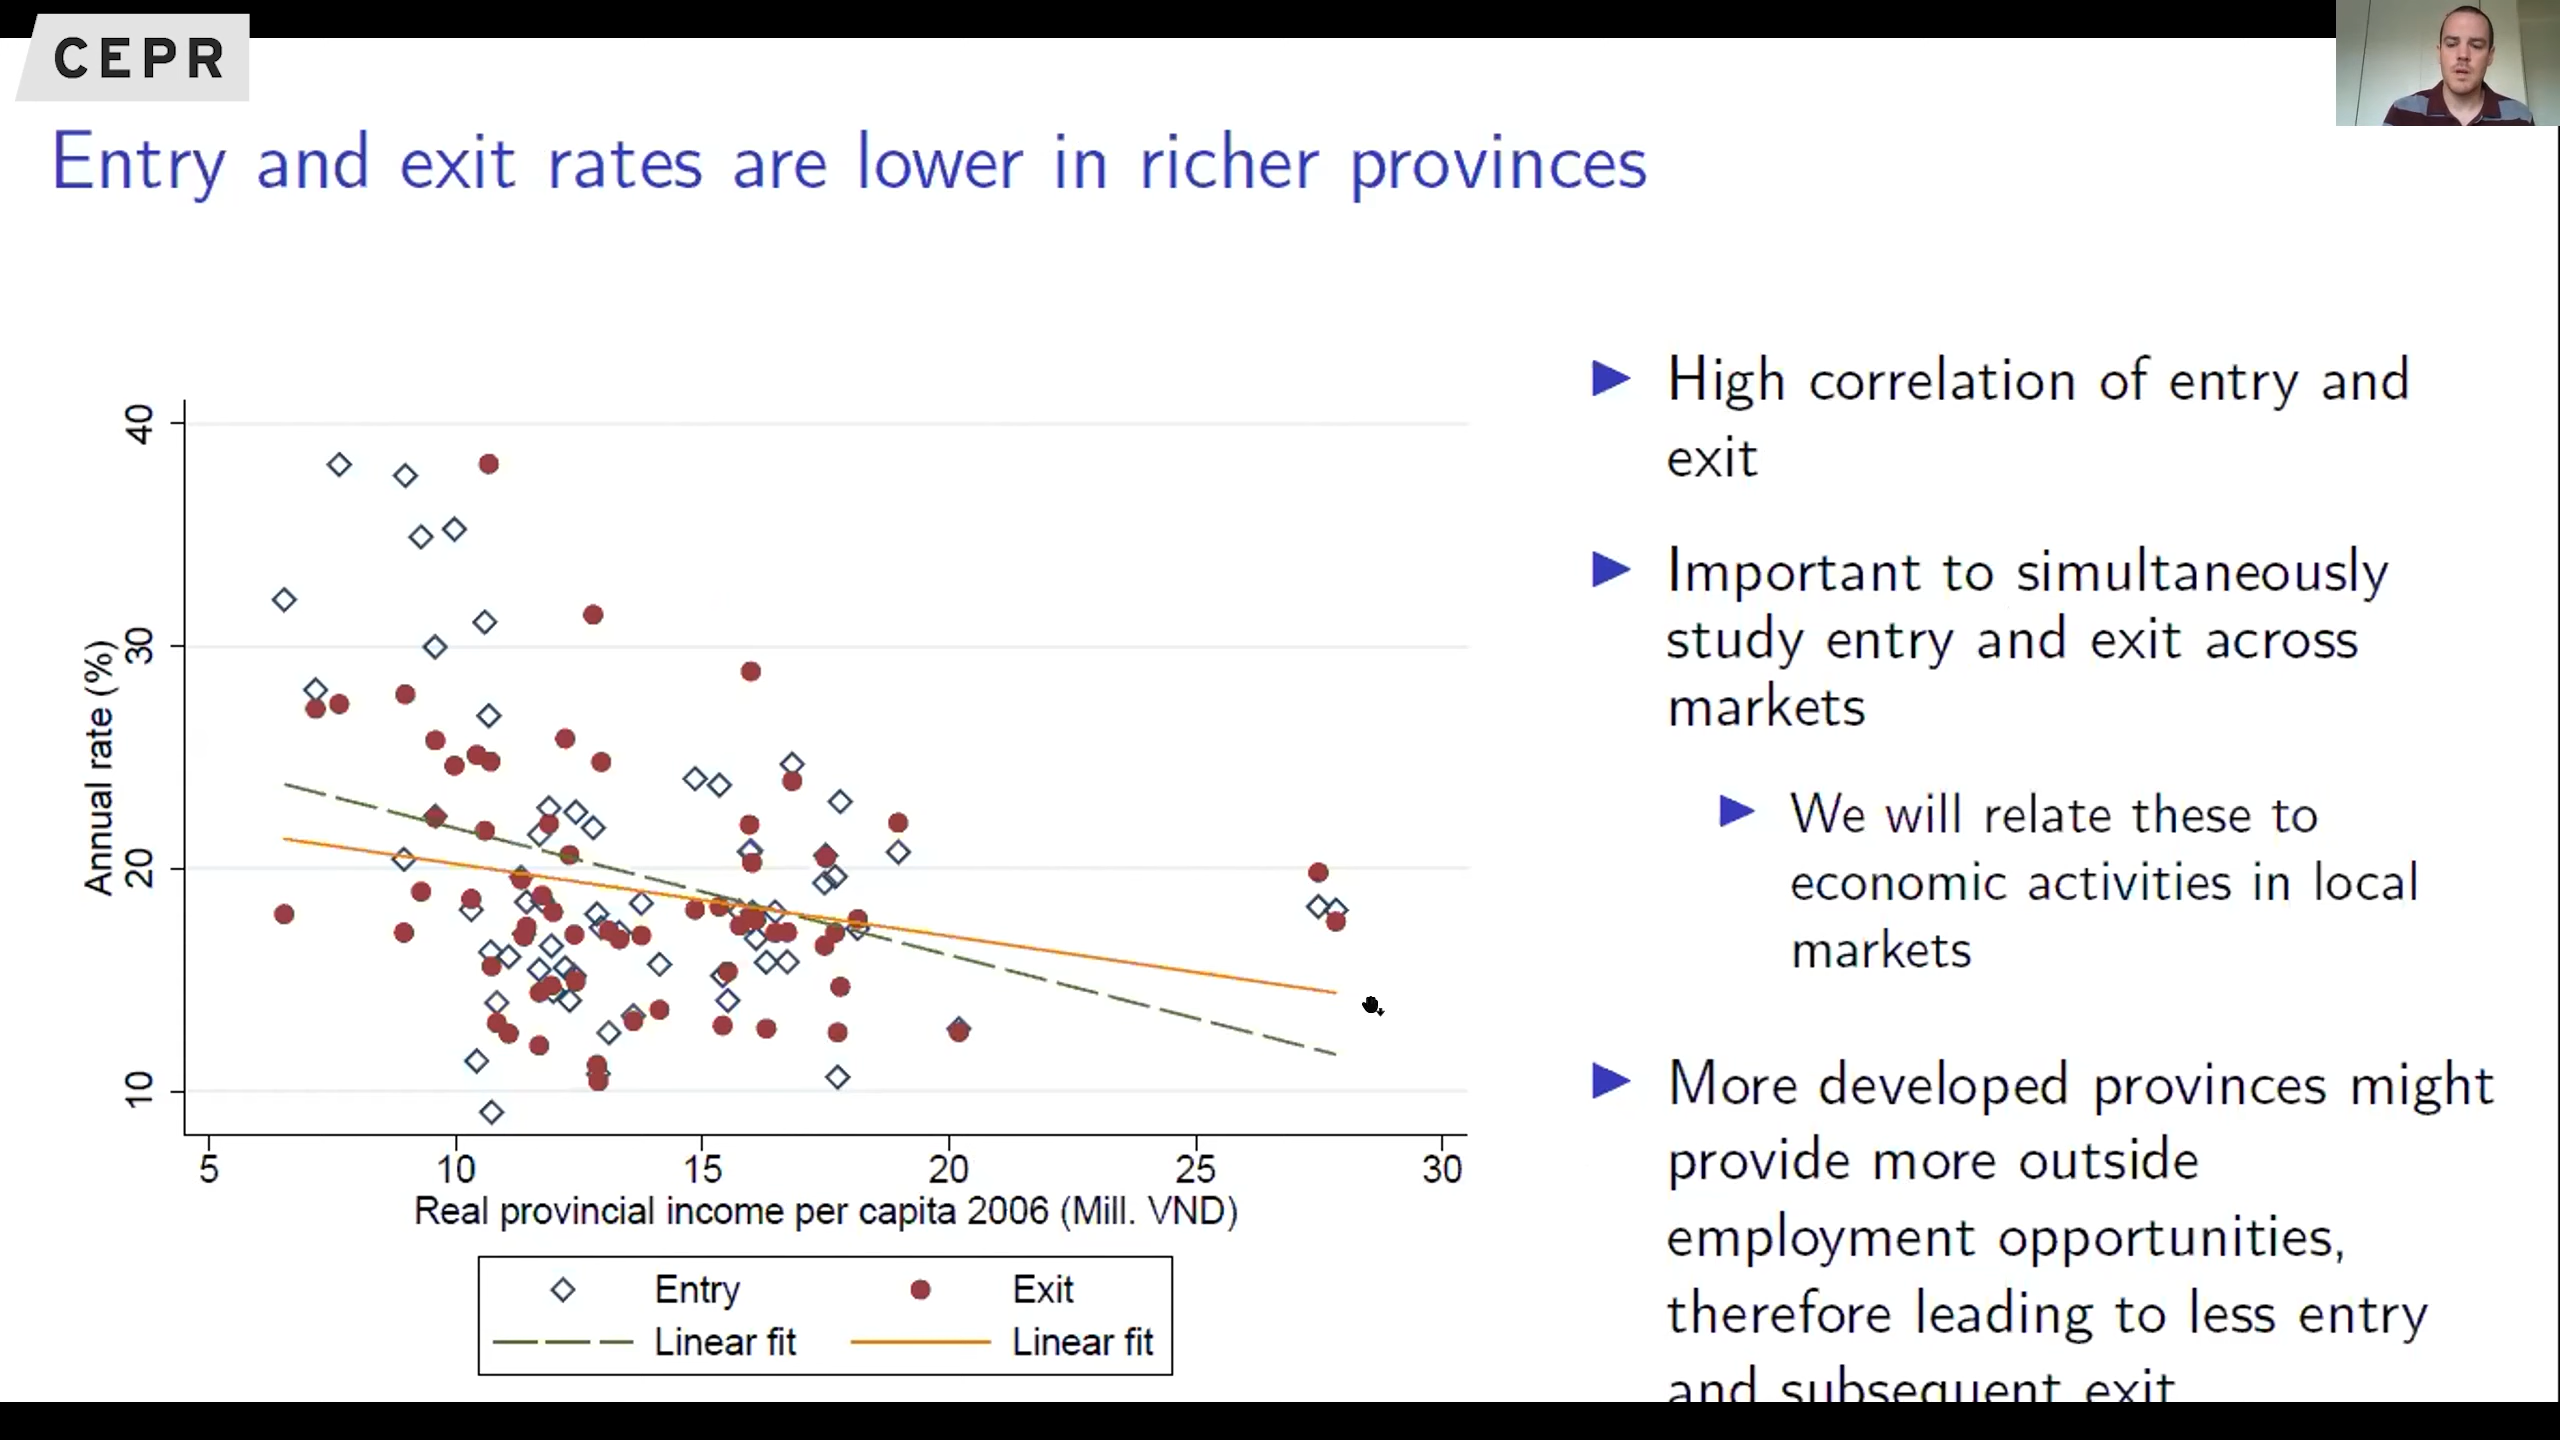 CEPR
Entry and exit rates are lower in richer provinces
40
30
20
10
Annual rate (%)
5 10 15 20 25 30
Real provincial income per capita 2006 (Mill. VND)
Entry Exit
Linear fit Linear fit
▶ High correlation of entry and
exit
▶ Important to simultaneously
study entry and exit across
markets
▶ We will relate these to
economic activities in local
markets
▶ More developed provinces might
provide more outside
employment opportunities,
therefore leading to less entry
and subsequent exit